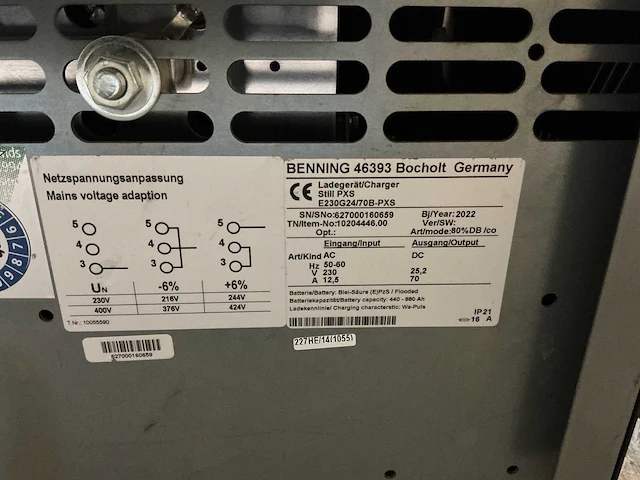 Netzspannungsanpassung
Mains voltage adaption
5 5 5
4 4 4
3 3 3
UN -6% +6%
230V 216V 244V
400V 376V 424V
T.Nr.: 10055590
627000160659
BENNING 46393 Bocholt Germany
CE Ladegerät/Charger
Still PXS
E230G24/70B-PXS
SN/SNo:627000160659 Bj/Year: 2022
TN/Item-No:10204446.00 Ver/SW:
Opt.: Art/mode:80%DB /co
Eingang/Input Ausgang/Output
Art/Kind AC DC
Hz 50-60
V 230 25,2
A 12,5 70
Batterie/Battery: Blei-Säure (E)PzS / Flooded
Batteriekapazität/Battery capacity: 440 - 880 Ah
Ladekennlinie/ Charging characteristic: Wa-Puls
IP21
16 A
227HE/14(1055)